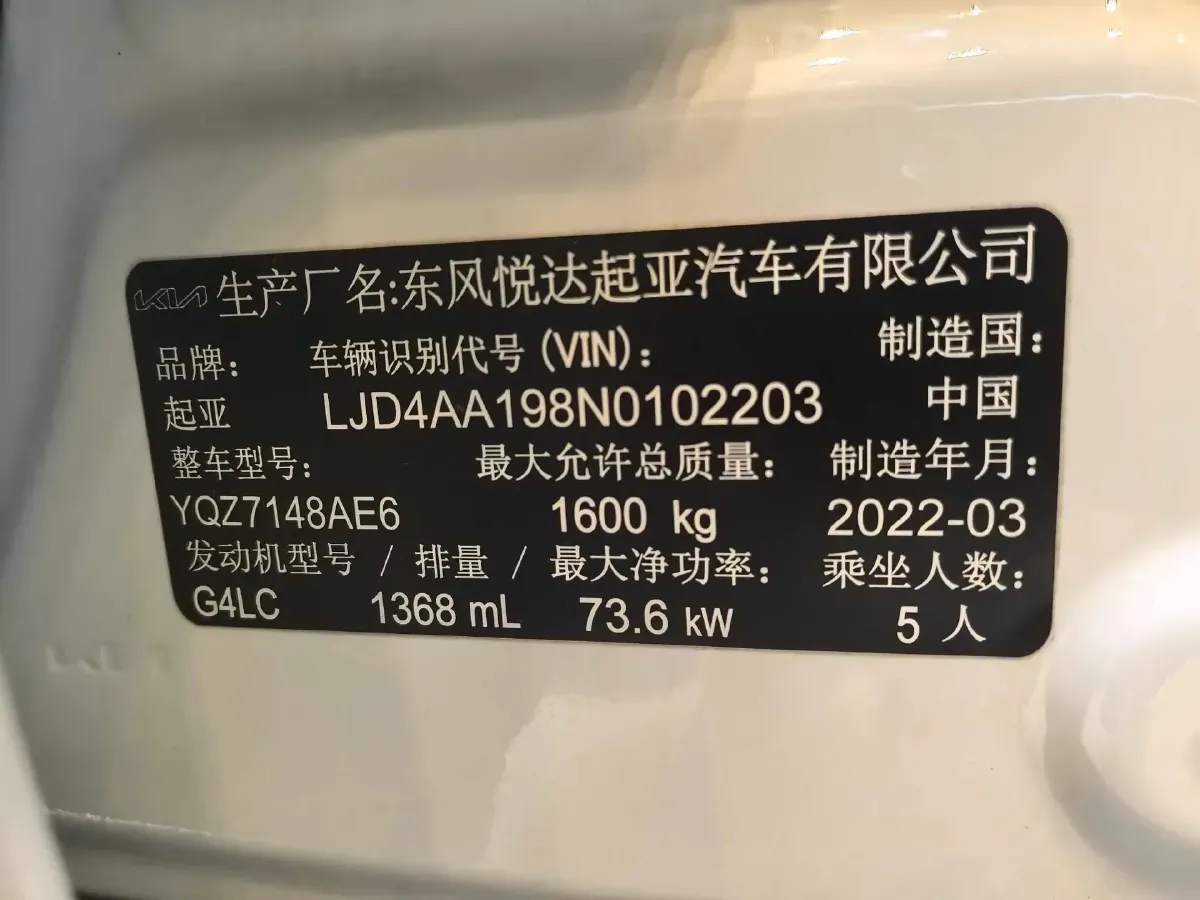 KIA 生产厂名:东风悦达起亚汽车有限公司
品牌: 车辆识别代号(VIN): 制造国:
起亚 LJD4AA198N0102203 中国
整车型号: 最大允许总质量: 制造年月:
YQZ7148AE6 1600 kg 2022-03
发动机型号 / 排量 / 最大净功率: 乘坐人数:
G4LC 1368 mL 73.6 kW 5 人